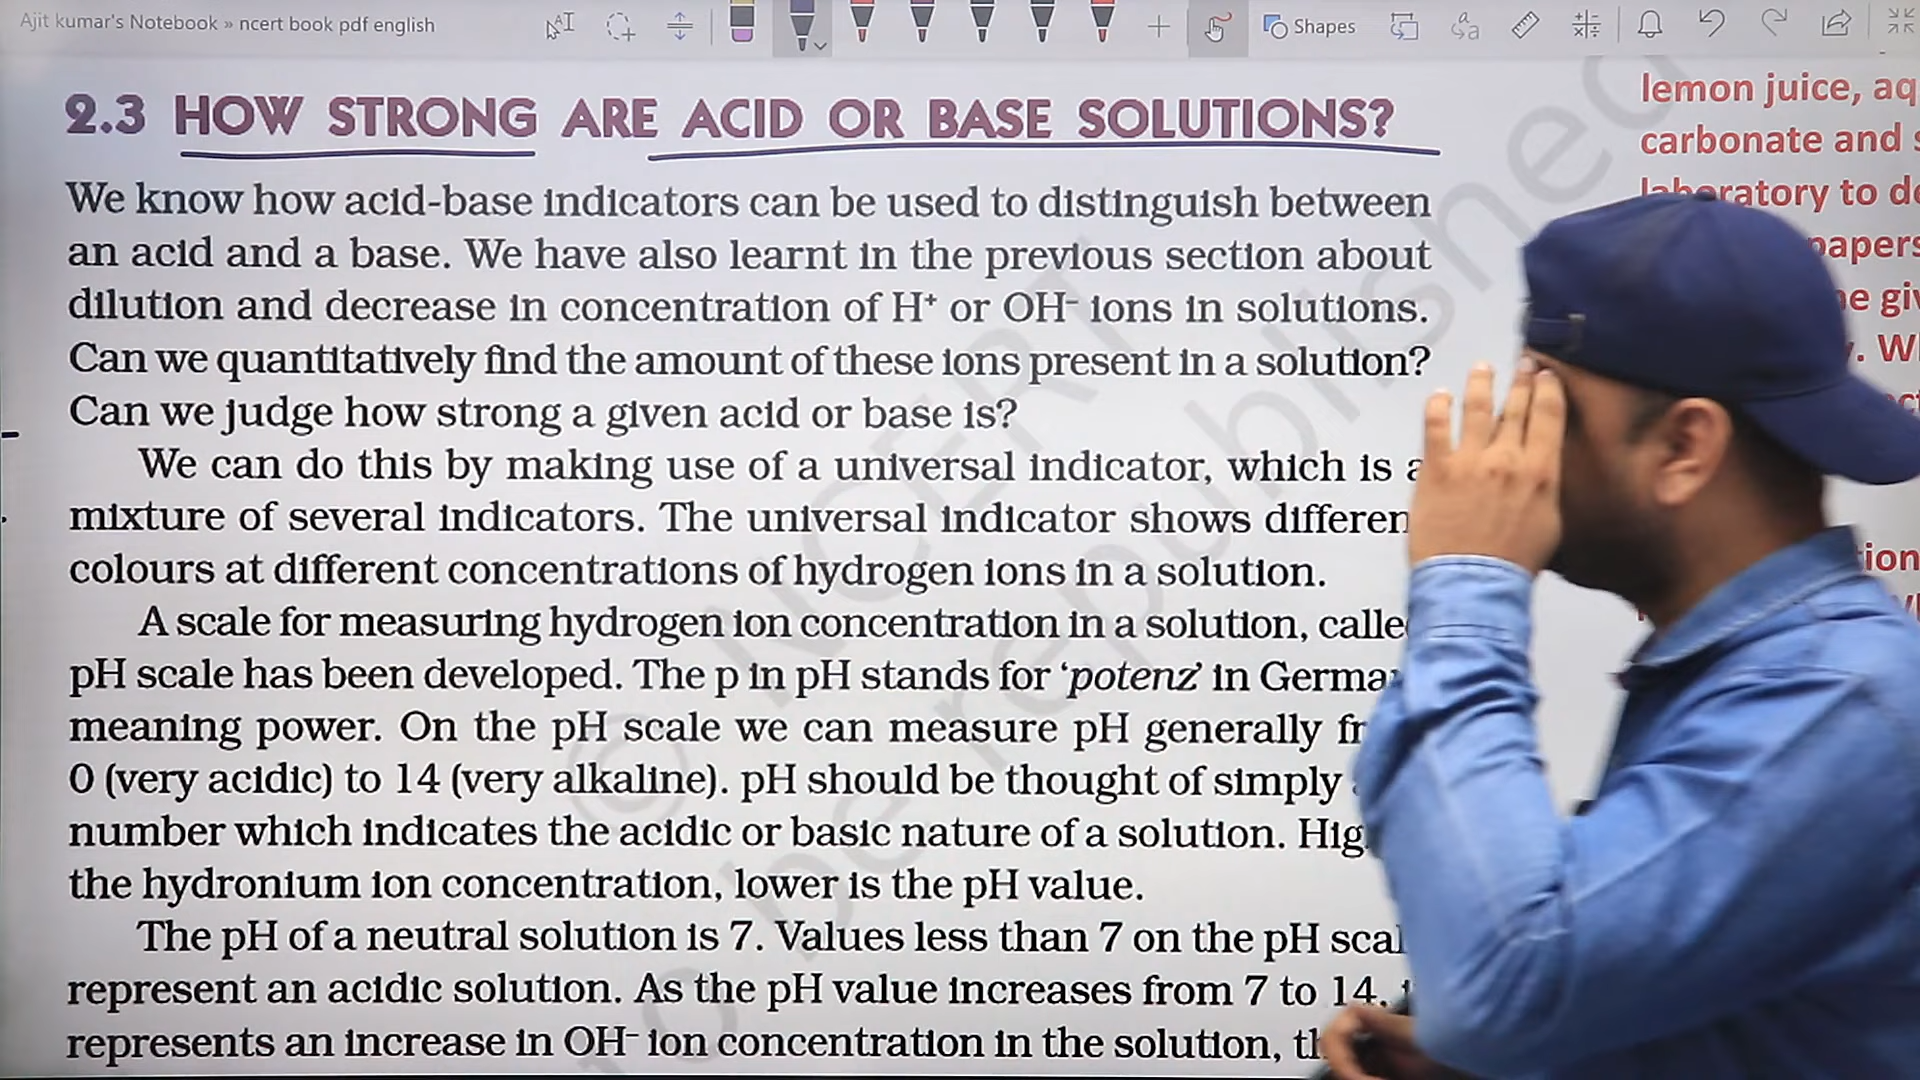 Ajit kumar's Notebook » ncert book pdf english
Shapes
2.3 HOW STRONG ARE ACID OR BASE SOLUTIONS?
We know how acid-base indicators can be used to distinguish between
an acid and a base. We have also learnt in the previous section about
dilution and decrease in concentration of H⁺ or OH⁻ ions in solutions.
Can we quantitatively find the amount of these ions present in a solution?
Can we judge how strong a given acid or base is?
We can do this by making use of a universal indicator, which is a
mixture of several indicators. The universal indicator shows
colours at different concentrations of hydrogen ions in a solution.
A scale for measuring hydrogen ion concentration in a solution,
pH scale has been developed. The p in pH stands for ‘potenz’ in
meaning power. On the pH scale we can measure pH generally
0 (very acidic) to 14 (very alkaline). pH should be thought of simply
number which indicates the acidic or basic nature of a solution.
the hydronium ion concentration, lower is the pH value.
The pH of a neutral solution is 7. Values less than 7 on the pH
represent an acidic solution. As the pH value increases from 7 to 14,
represents an increase in OH⁻ ion concentration in the solution,
lemon juice,
carbonate and
laboratory to
papers
© NCERT
be republished